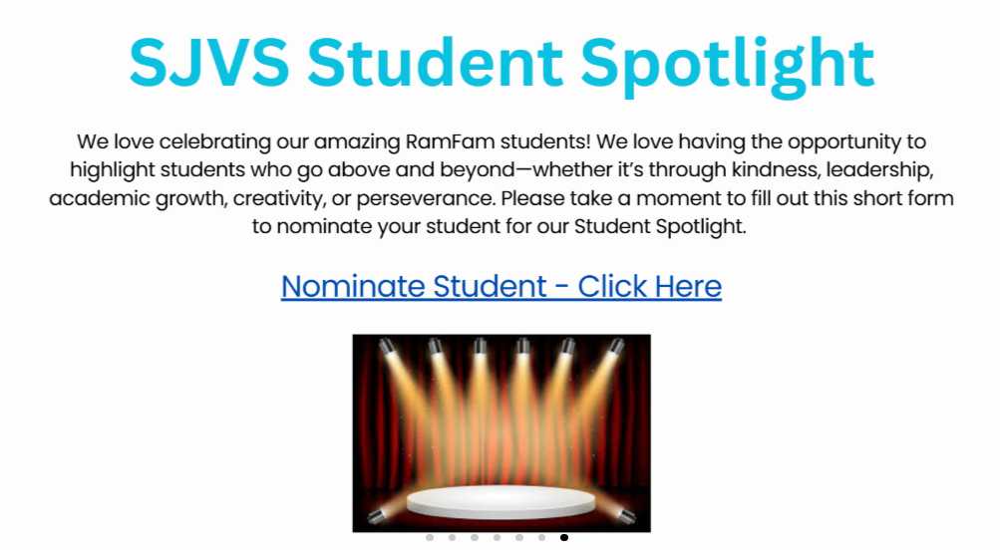 SJVS Student Spotlight
We love celebrating our amazing RamFam students! We love having the opportunity to
highlight students who go above and beyond—whether it’s through kindness, leadership,
academic growth, creativity, or perseverance. Please take a moment to fill out this short form
to nominate your student for our Student Spotlight.
Nominate Student - Click Here